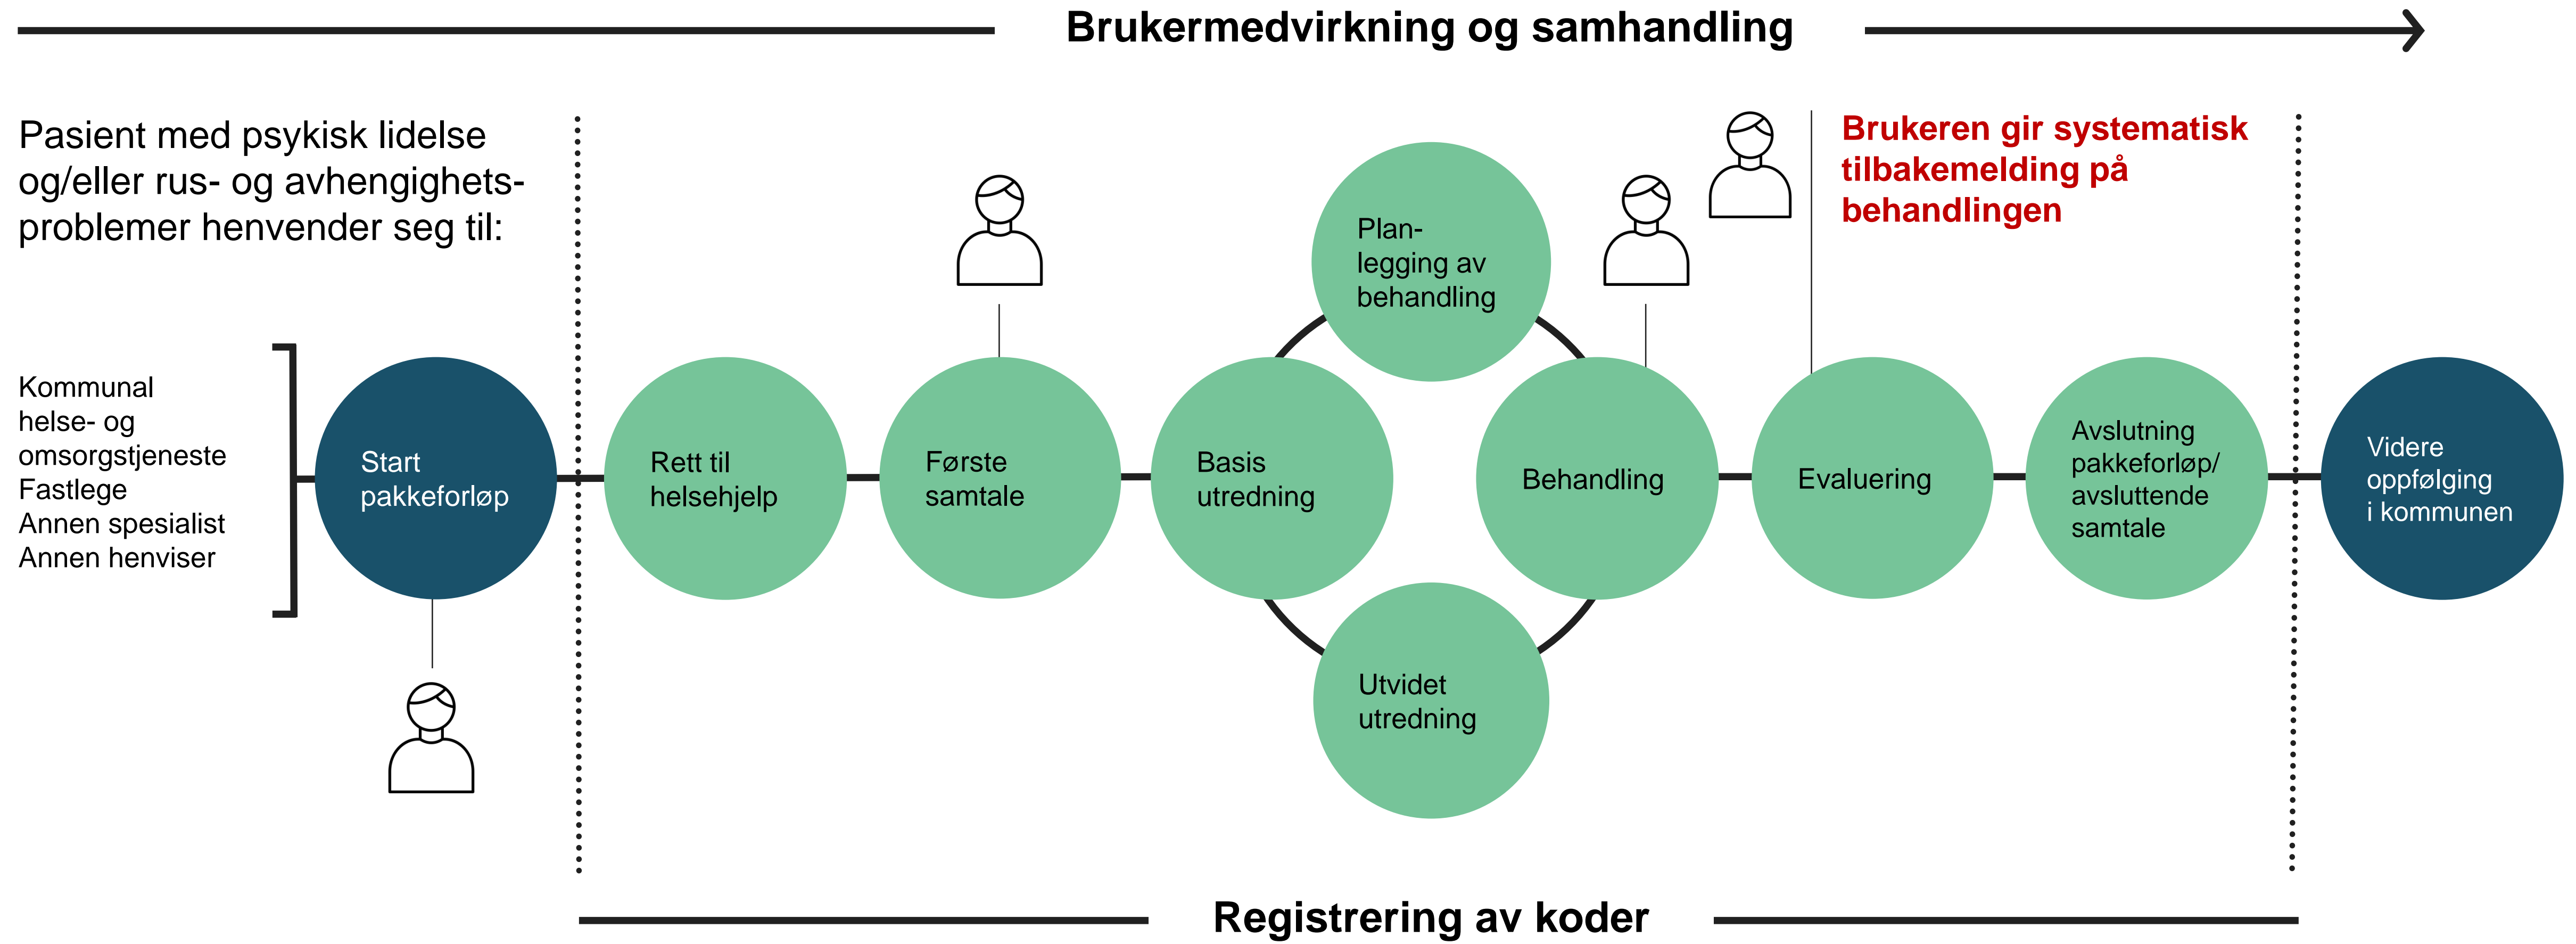 Brukermedvirkning og samhandling
Pasient med psykisk lidelse
og/eller rus- og avhengighets-
problemer henvender seg til:
Kommunal
helse- og
omsorgstjeneste
Fastlege
Annen spesialist
Annen henviser
Start
pakkeforløp
Rett til
helsehjelp
Første
samtale
Basis
utredning
Plan-
legging av
behandling
Utvidet
utredning
Behandling
Brukeren gir systematisk
tilbakemelding på
behandlingen
Evaluering
Avslutning
pakkeforløp/
avsluttende
samtale
Videre
oppfølging
i kommunen
Registrering av koder